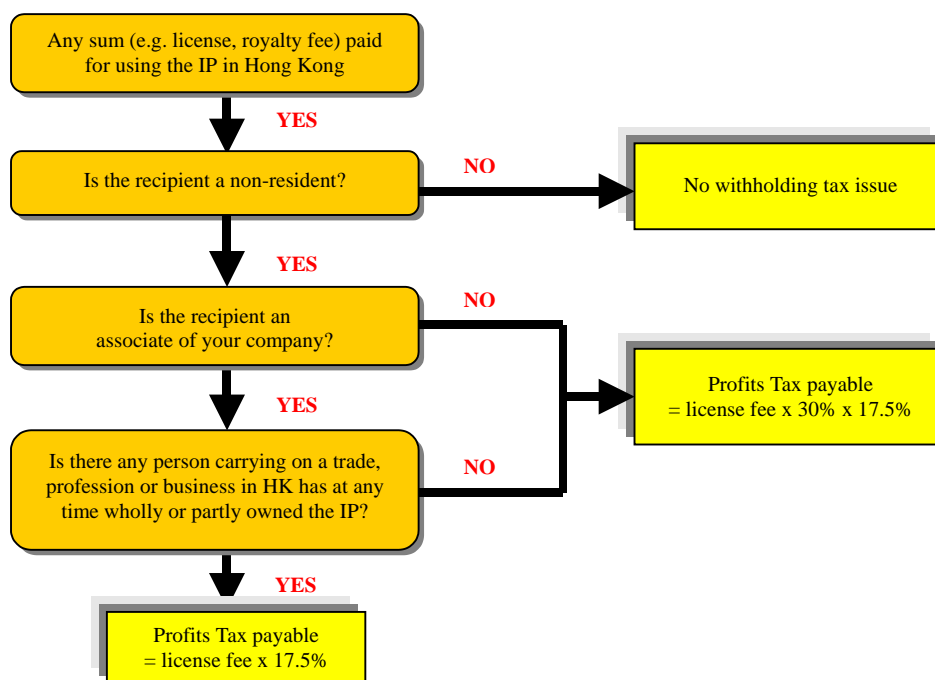 Any sum (e.g. license, royalty fee) paid
for using the IP in Hong Kong
YES
Is the recipient a non-resident?
NO
No withholding tax issue
YES
Is the recipient an
associate of your company?
NO
Profits Tax payable
= license fee x 30% x 17.5%
YES
Is there any person carrying on a trade,
profession or business in HK has at any
time wholly or partly owned the IP?
NO
YES
Profits Tax payable
= license fee x 17.5%